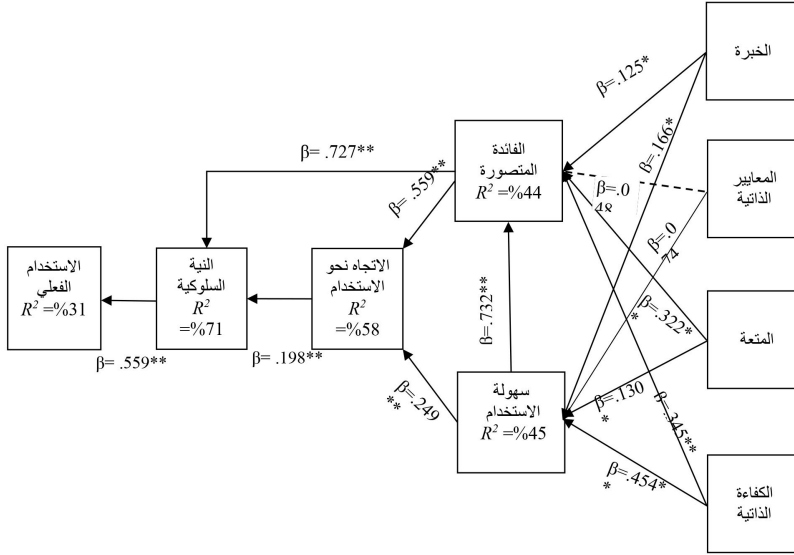 الخبرة
β=.125*
β=.166*
الفائدة
المتصورة
R² =%44
β= .727**
β= .559**
المعايير
الذاتية
β=.0
48
β=.0
74
الاستخدام
الفعلي
R² =%31
النية
السلوكية
R²
=%71
الاتجاه نحو
الاستخدام
R²
=%58
β=.732**
β=.322*
*
المتعة
β= .559**
β= .198**
β=.249
**
سهولة
الاستخدام
R² =%45
β=.130
*
β=.345**
β=.454*
*
الكفاءة
الذاتية